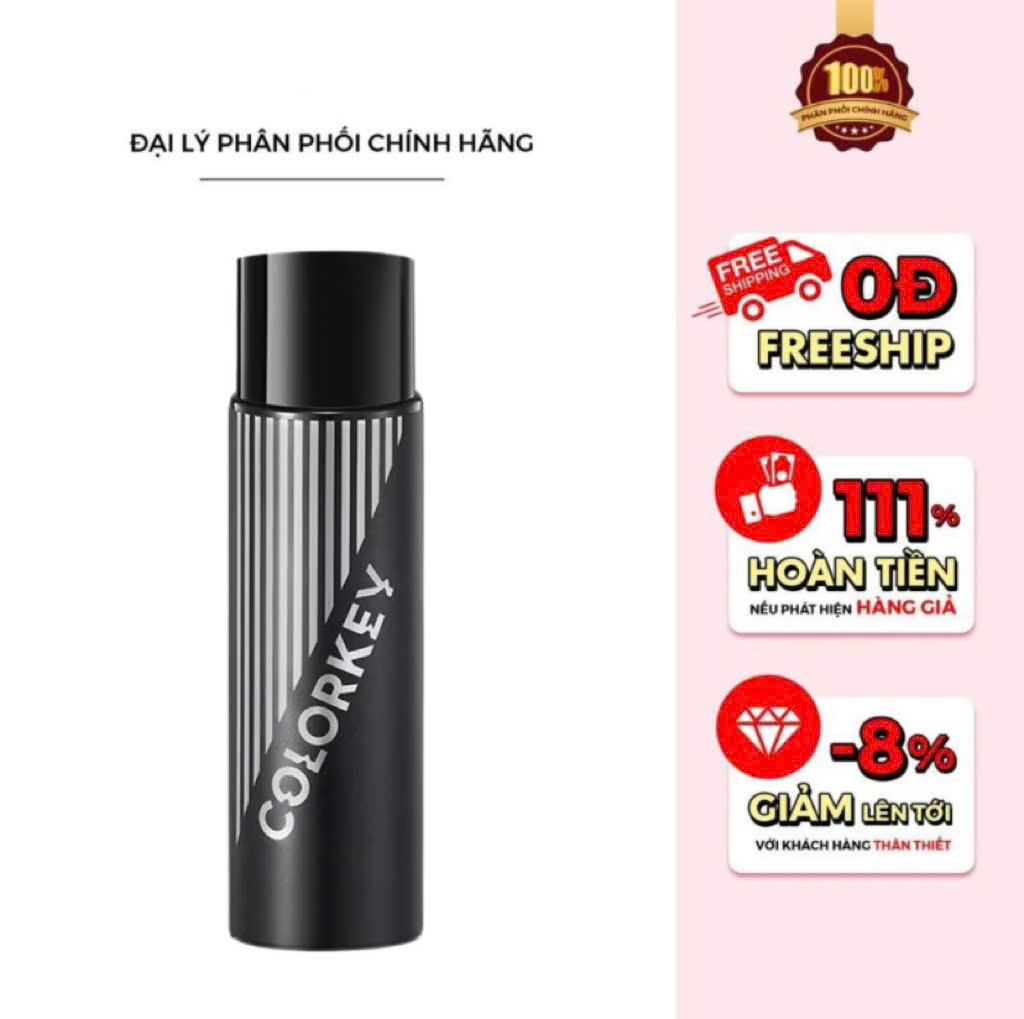 ĐẠI LÝ PHÂN PHỐI CHÍNH HÃNG
COLORKEY
100%
PHÂN PHỐI CHÍNH HÃNG
FREE
SHIPPING
0Đ
FREESHIP
111%
HOÀN TIỀN
NẾU PHÁT HIỆN HÀNG GIẢ
-8%
GIẢM LÊN TỚI
VỚI KHÁCH HÀNG THÂN THIẾT